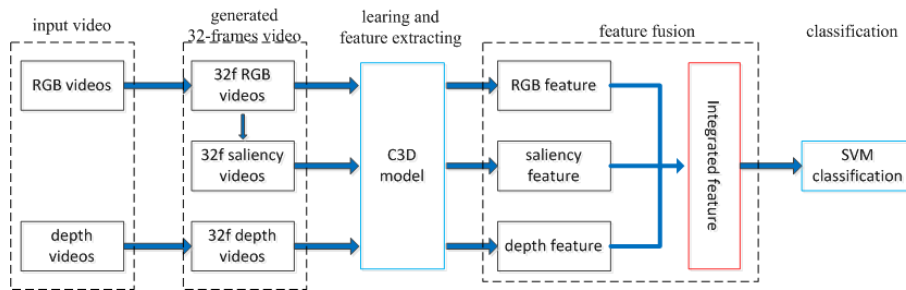 input video
generated
32-frames video
learing and
feature extracting
feature fusion
classification
RGB videos
32f RGB
videos
32f saliency
videos
depth
videos
32f depth
videos
C3D
model
RGB feature
saliency
feature
depth feature
Integrated feature
SVM
classification